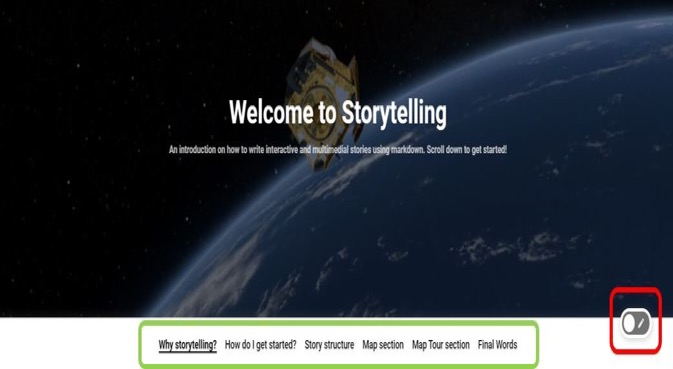 Welcome to Storytelling
An introduction on how to write interactive and multimedial stories using markdown. Scroll down to get started!
Why storytelling? How do I get started? Story structure Map section Map Tour section Final Words